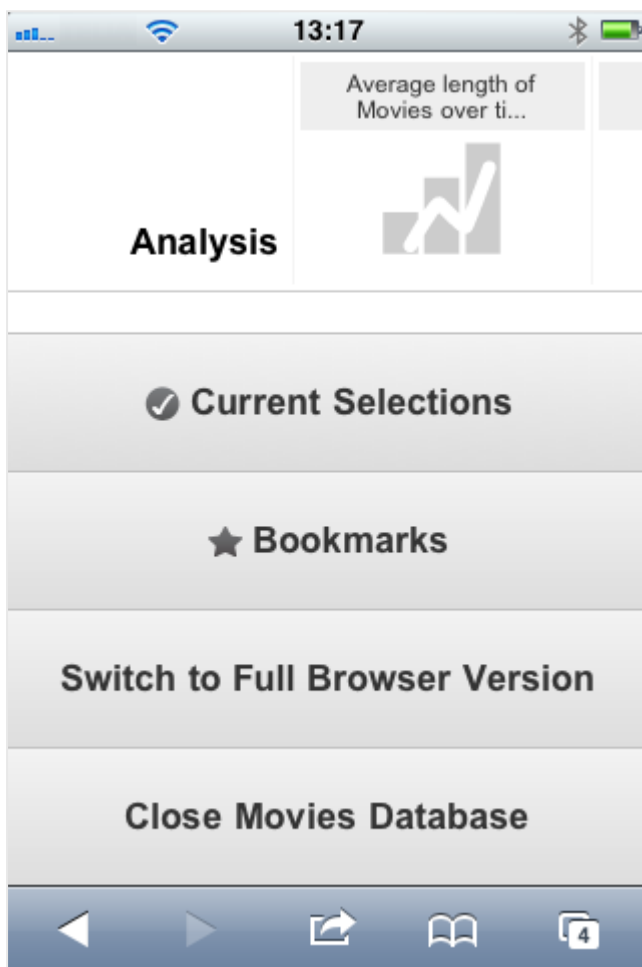 13:17
Average length of
Movies over ti...
Analysis
Current Selections
Bookmarks
Switch to Full Browser Version
Close Movies Database
4